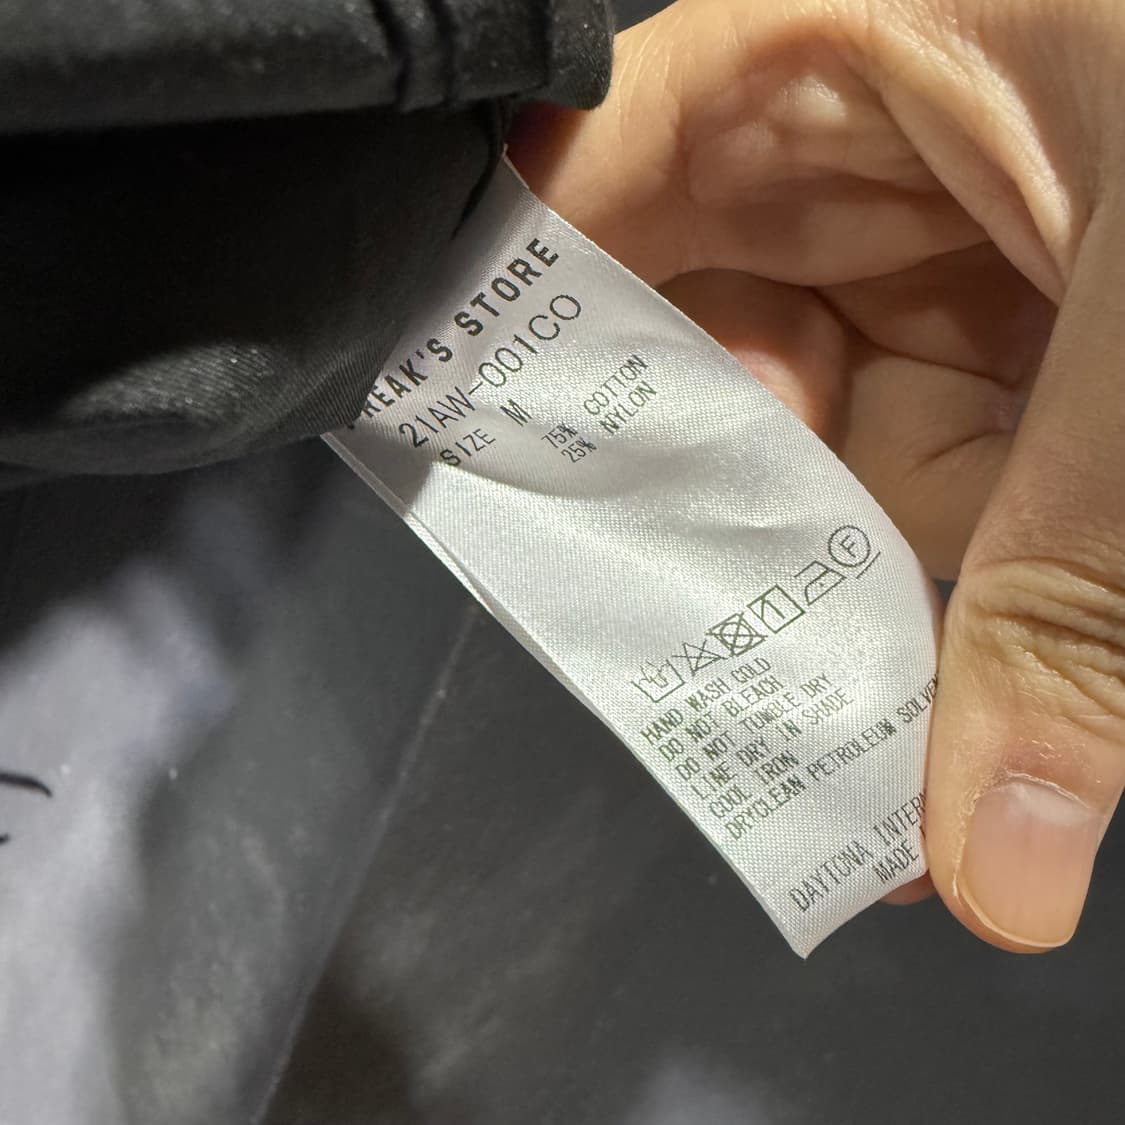 REAK'S STORE
21AW-001CO
SIZE M
75% COTTON
25% NYLON
F
HAND WASH COLD
DO NOT BLEACH
DO NOT TUMBLE DRY
LINE DRY IN SHADE
COOL IRON
DRYCLEAN PETROLEUM SOLVEN
DAYTONA INTERN
MADE